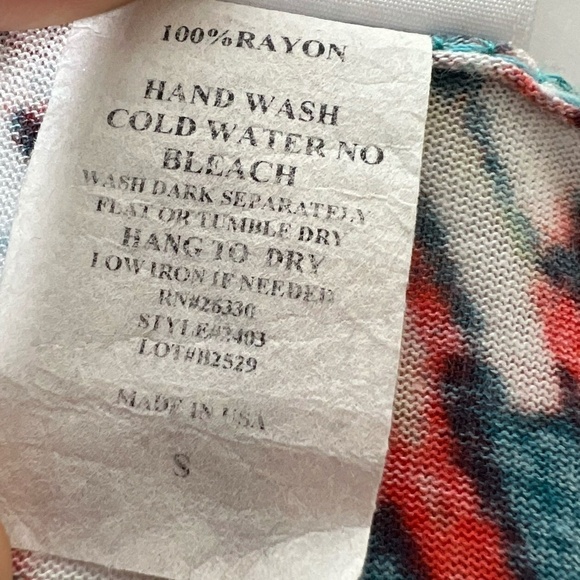 100%RAYON
HAND WASH
COLD WATER NO
BLEACH
WASH DARK SEPARATELY
FLAT OR TUMBLE DRY
HANG TO DRY
LOW IRON IF NEEDED
RN#26330
STYLE#2403
LOT#B2529
MADE IN USA
S